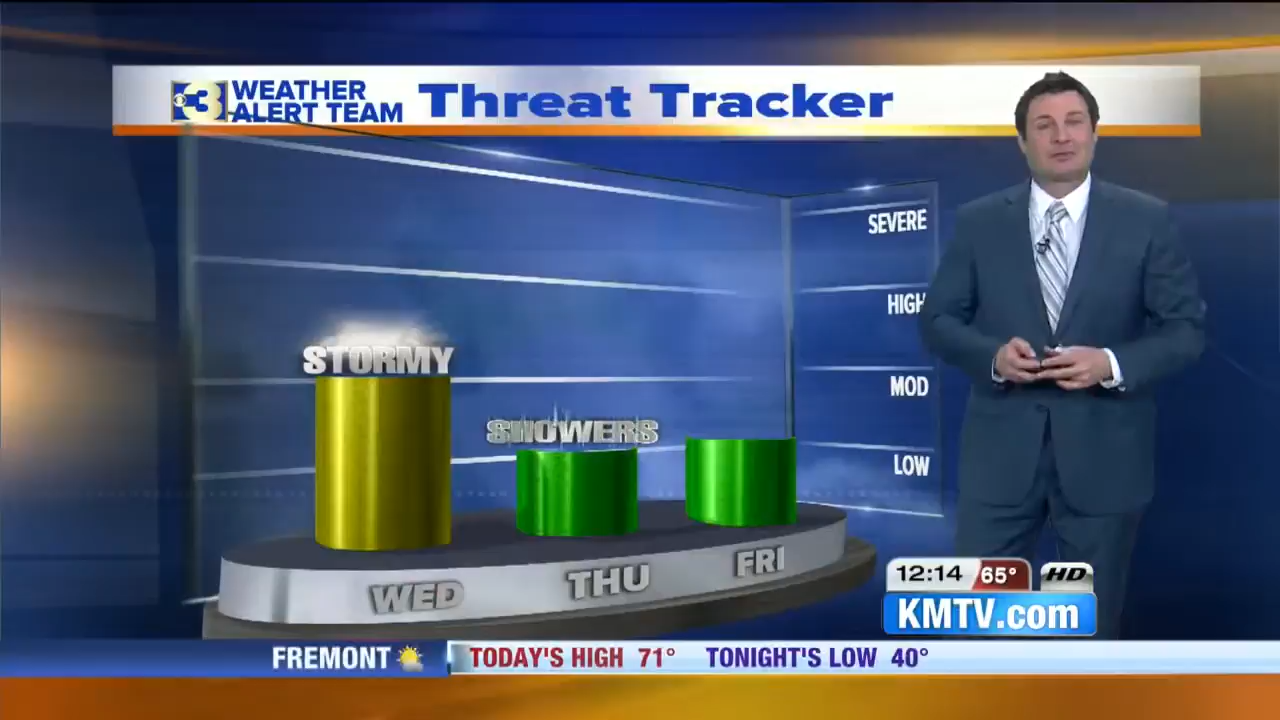 3 WEATHER
ALERT TEAM
Threat Tracker
SEVERE
HIGH
MOD
LOW
STORMY
SHOWERS
WED
THU
FRI
12:14 65° HD
KMTV.com
FREMONT TODAY'S HIGH 71° TONIGHT'S LOW 40°